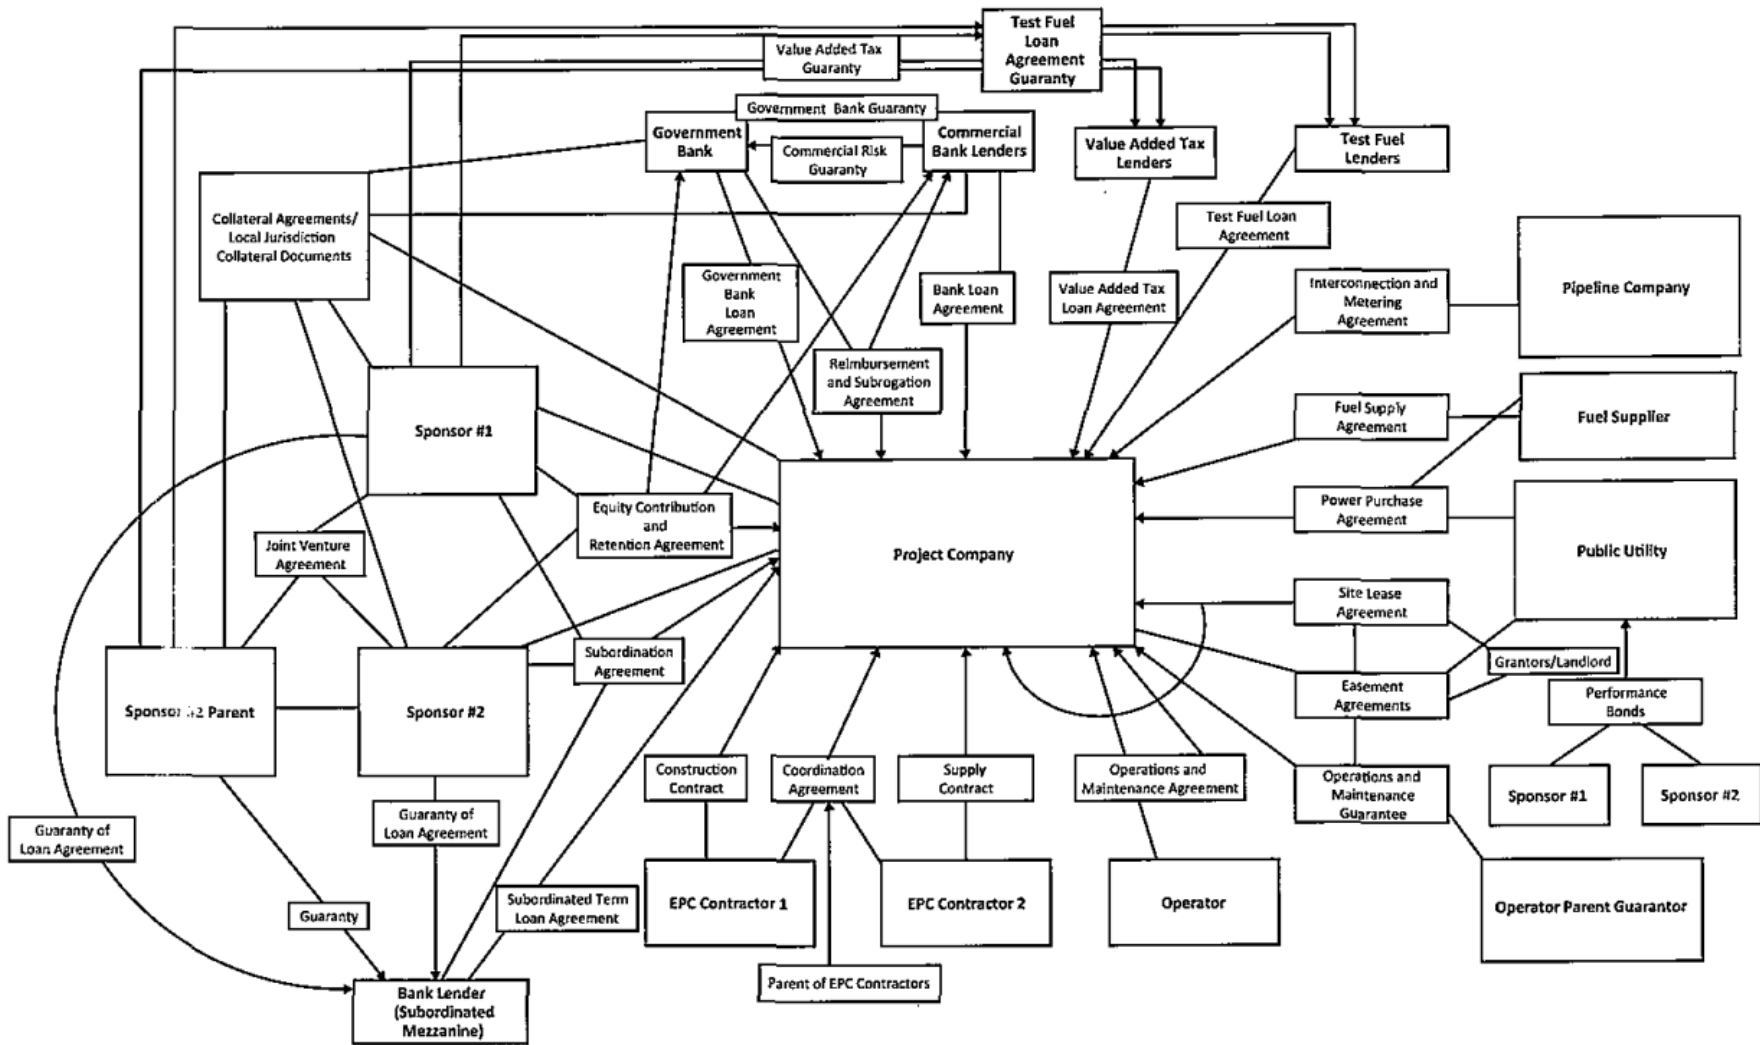 Test Fuel
Loan
Agreement
Guaranty
Value Added Tax
Guaranty
Government Bank Guaranty
Government
Bank
Commercial Risk
Guaranty
Commercial
Bank Lenders
Value Added Tax
Lenders
Test Fuel
Lenders
Collateral Agreements/
Local Jurisdiction
Collateral Documents
Test Fuel Loan
Agreement
Government
Bank
Loan
Agreement
Bank Loan
Agreement
Value Added Tax
Loan Agreement
Interconnection and
Metering
Agreement
Pipeline Company
Reimbursement
and Subrogation
Agreement
Sponsor #1
Fuel Supply
Agreement
Fuel Supplier
Equity Contribution
and
Retention Agreement
Power Purchase
Agreement
Joint Venture
Agreement
Project Company
Public Utility
Site Lease
Agreement
Subordination
Agreement
Grantors/Landlord
Sponsor #2 Parent
Sponsor #2
Easement
Agreements
Performance
Bonds
Construction
Contract
Coordination
Agreement
Supply
Contract
Operations and
Maintenance Agreement
Operations and
Maintenance
Guarantee
Sponsor #1
Sponsor #2
Guaranty of
Loan Agreement
Guaranty of
Loan Agreement
Guaranty
Subordinated Term
Loan Agreement
EPC Contractor 1
EPC Contractor 2
Operator
Operator Parent Guarantor
Parent of EPC Contractors
Bank Lender
(Subordinated
Mezzanine)